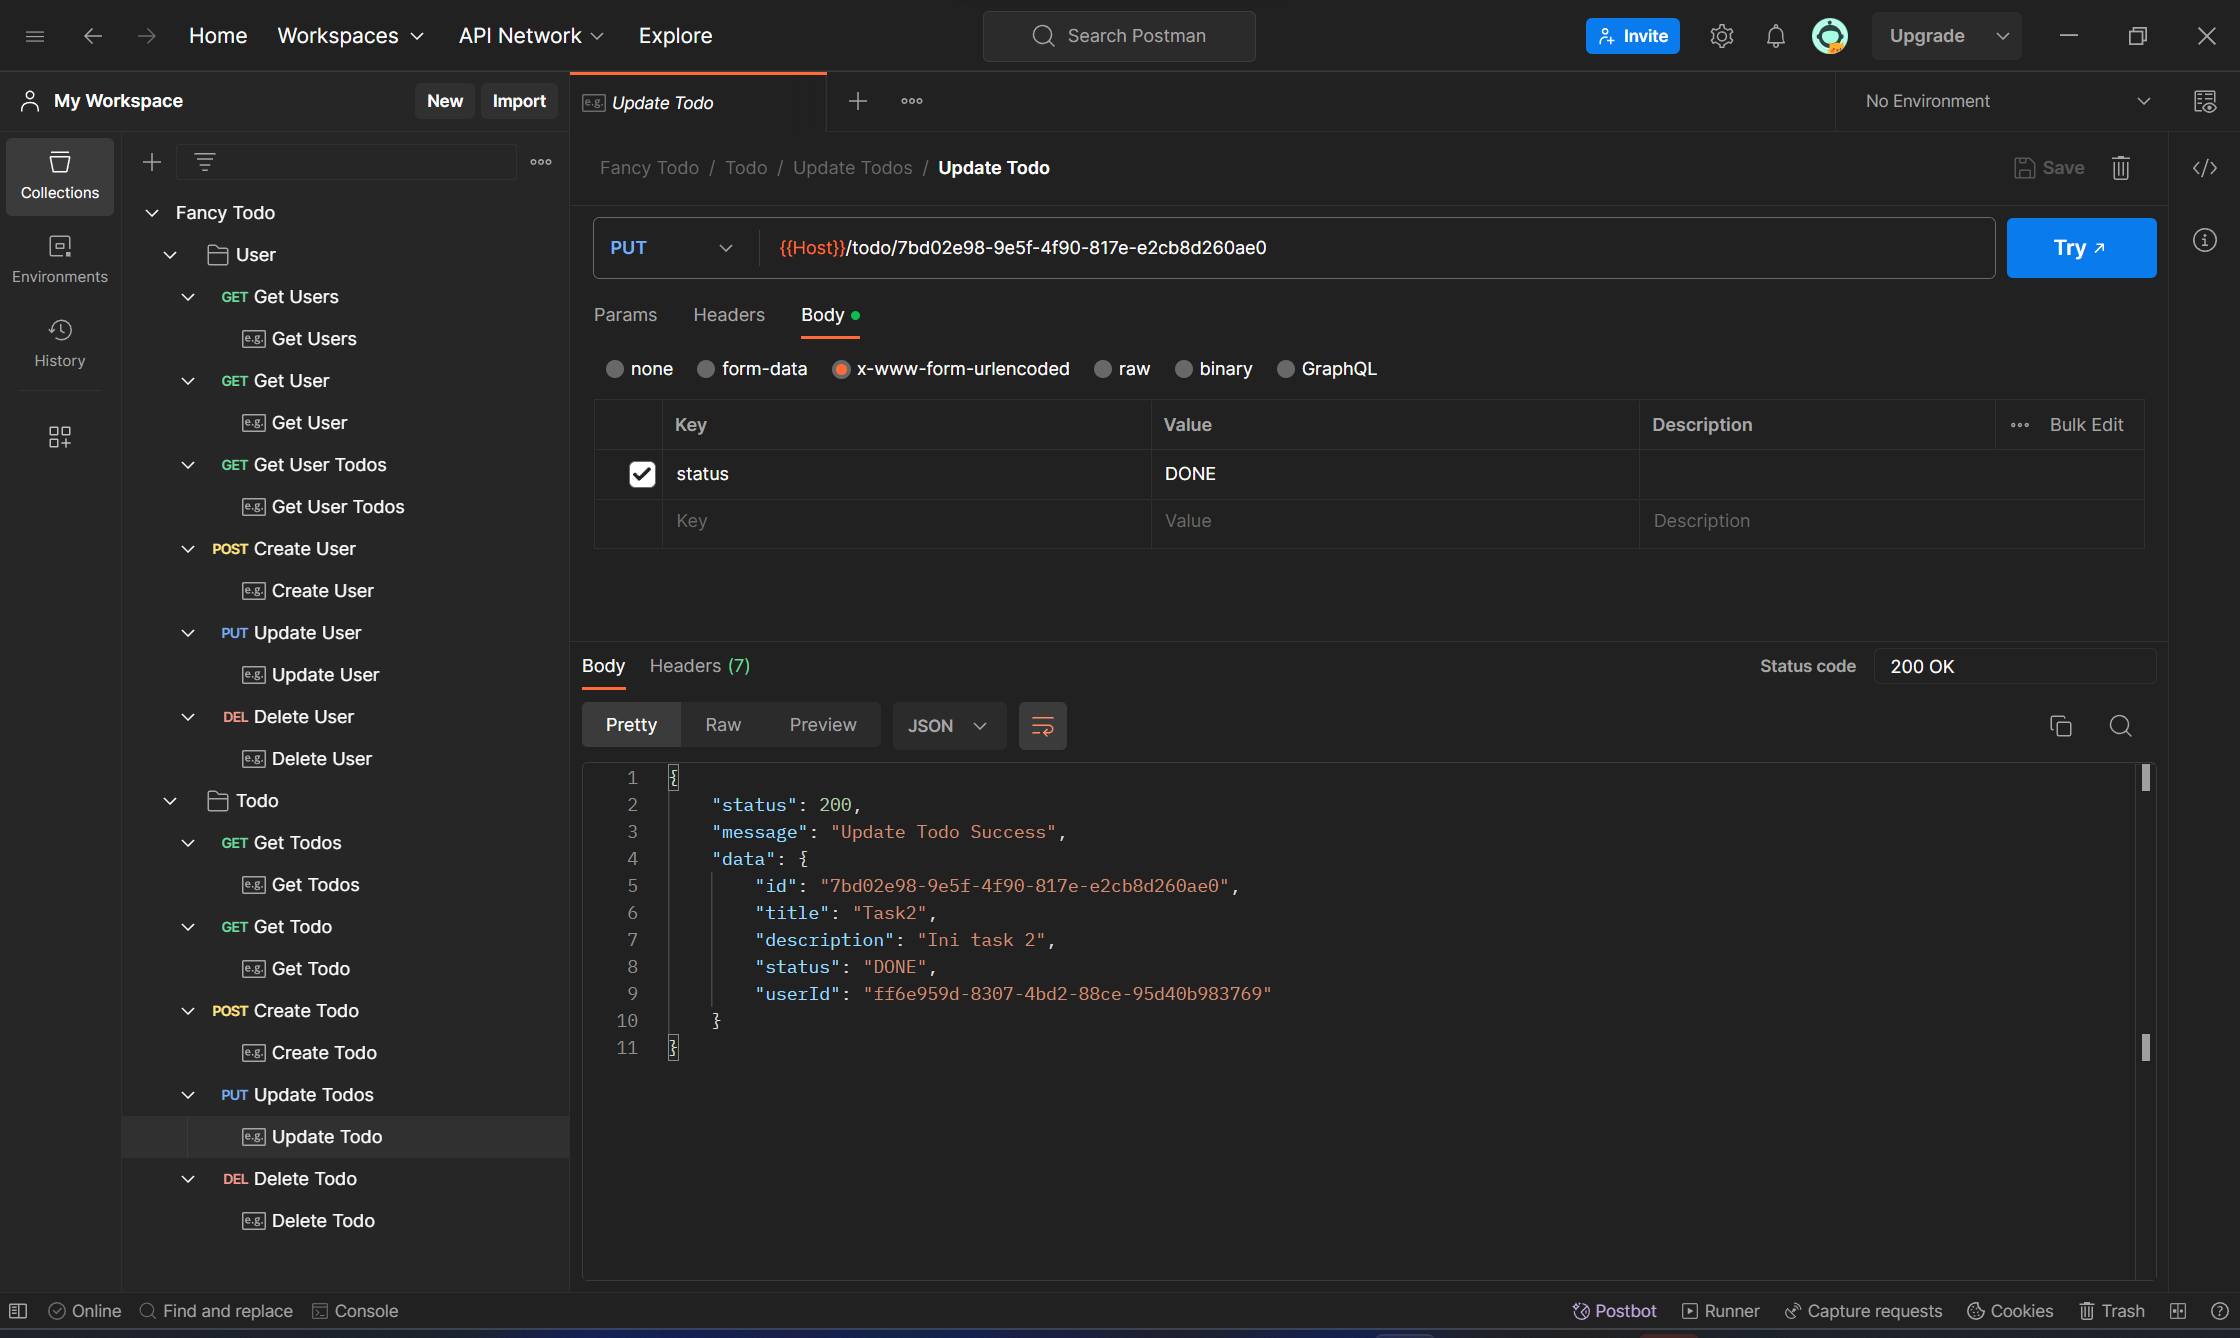 Home Workspaces API Network Explore Search Postman Invite Upgrade
My Workspace New Import
e.g. Update Todo
No Environment
Collections
Environments
History
Fancy Todo
User
GET Get Users
e.g. Get Users
GET Get User
e.g. Get User
GET Get User Todos
e.g. Get User Todos
POST Create User
e.g. Create User
PUT Update User
e.g. Update User
DEL Delete User
e.g. Delete User
Todo
GET Get Todos
e.g. Get Todos
GET Get Todo
e.g. Get Todo
POST Create Todo
e.g. Create Todo
PUT Update Todos
e.g. Update Todo
DEL Delete Todo
e.g. Delete Todo
Fancy Todo / Todo / Update Todos / Update Todo
Save
PUT {{Host}}/todo/7bd02e98-9e5f-4f90-817e-e2cb8d260ae0
Try
Params Headers Body
none form-data x-www-form-urlencoded raw binary GraphQL
Key Value Description Bulk Edit
status DONE
Key Value Description
Body Headers (7)
Status code 200 OK
Pretty Raw Preview JSON
1 {
2 "status": 200,
3 "message": "Update Todo Success",
4 "data": {
5 "id": "7bd02e98-9e5f-4f90-817e-e2cb8d260ae0",
6 "title": "Task2",
7 "description": "Ini task 2",
8 "status": "DONE",
9 "userId": "ff6e959d-8307-4bd2-88ce-95d40b983769"
10 }
11 }
Online Find and replace Console Postbot Runner Capture requests Cookies Trash